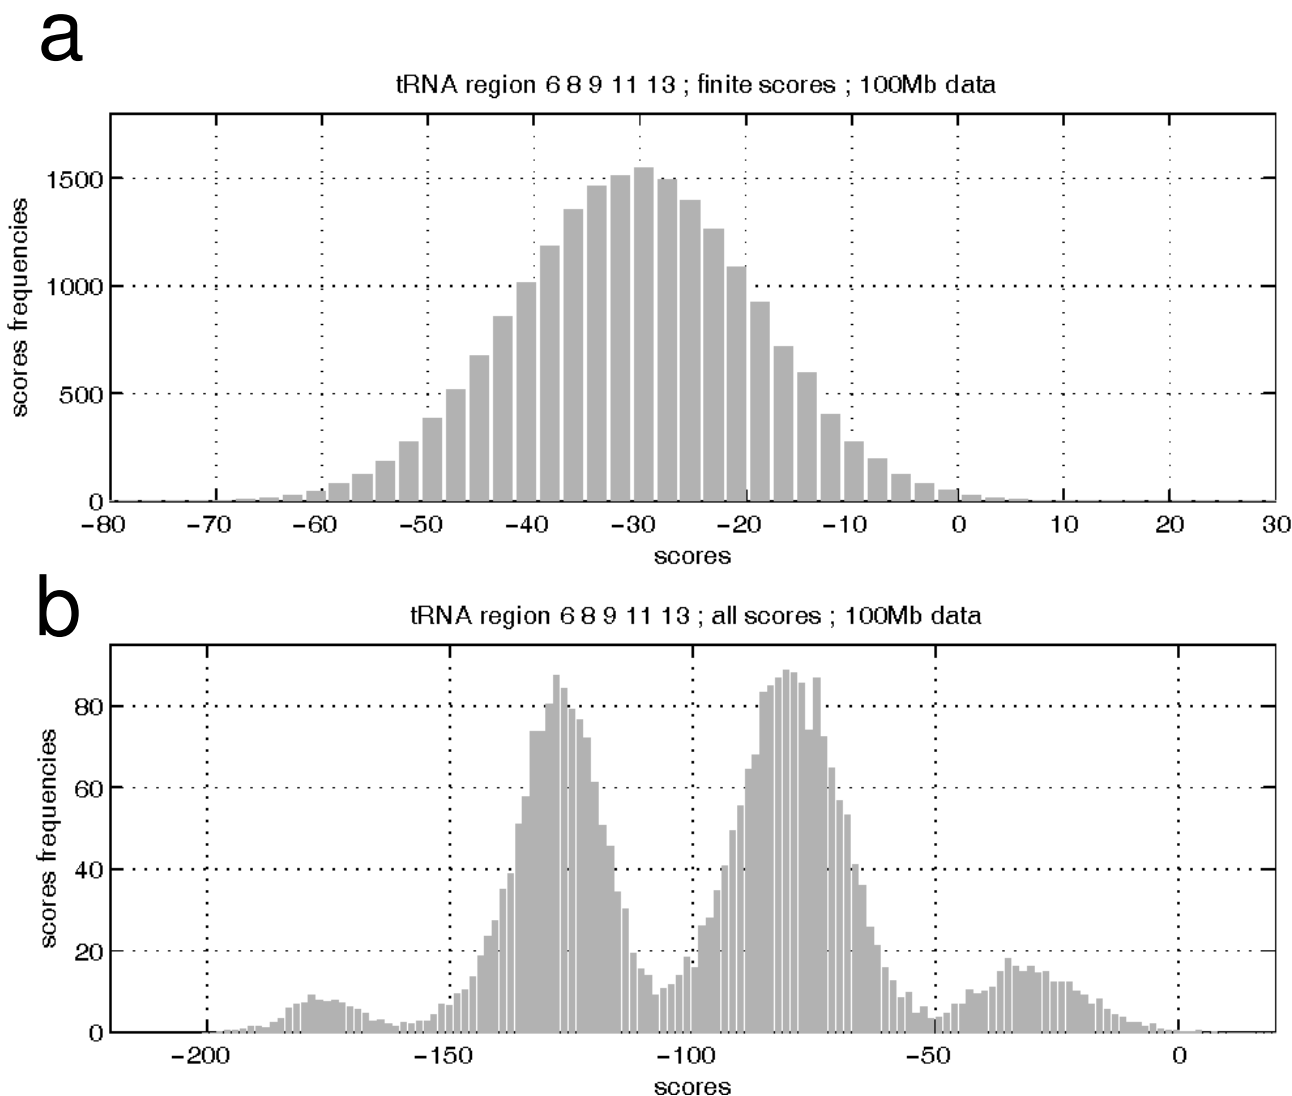 a
tRNA region 6 8 9 11 13 ; finite scores ; 100Mb data
scores frequencies
1500
1000
500
0
−80 −70 −60 −50 −40 −30 −20 −10 0 10 20 30
scores
b
tRNA region 6 8 9 11 13 ; all scores ; 100Mb data
scores frequencies
80
60
40
20
0
−200 −150 −100 −50 0
scores